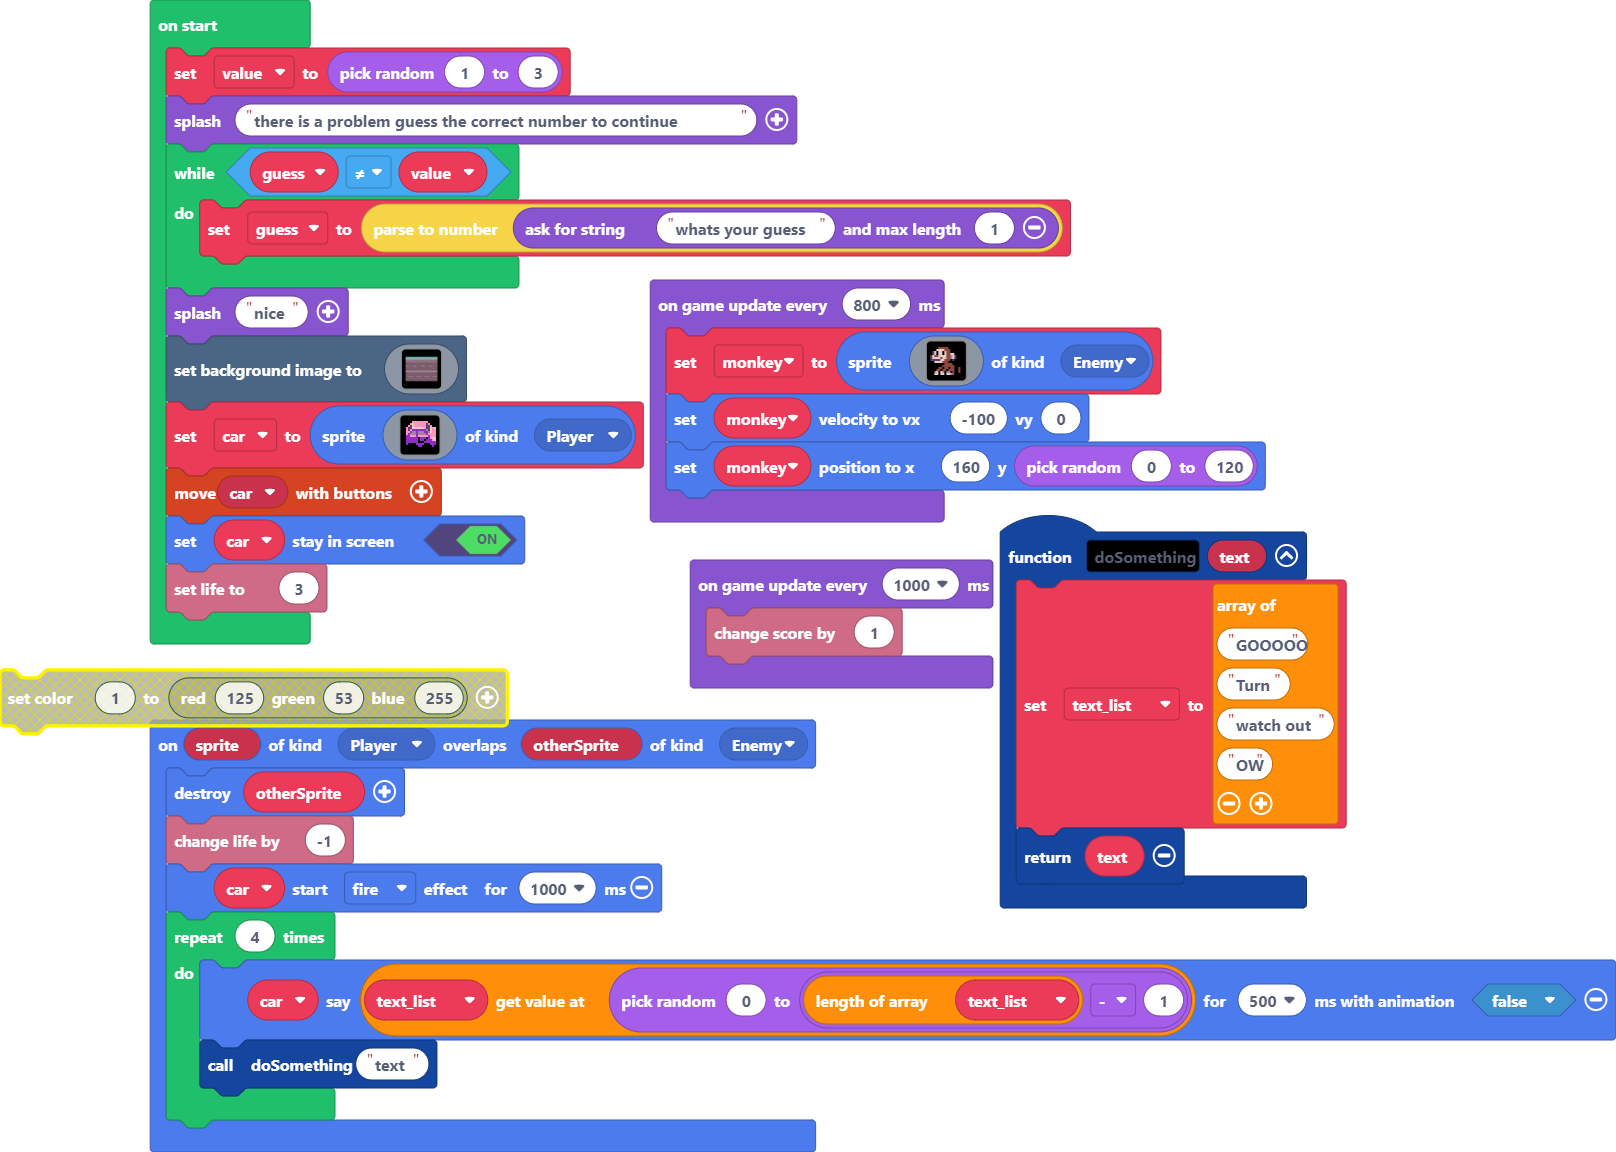 on start
set value to pick random 1 to 3
splash "there is a problem guess the correct number to continue"
while guess ≠ value
do
set guess to parse to number ask for string "whats your guess" and max length 1
splash "nice"
set background image to
set car to sprite of kind Player
move car with buttons
set car stay in screen ON
set life to 3
on game update every 800 ms
set monkey to sprite of kind Enemy
set monkey velocity to vx -100 vy 0
set monkey position to x 160 y pick random 0 to 120
on game update every 1000 ms
change score by 1
function doSomething text
set text_list to array of
"GOOOOO"
"Turn"
"watch out"
"OW"
return text
set color 1 to red 125 green 53 blue 255
on sprite of kind Player overlaps otherSprite of kind Enemy
destroy otherSprite
change life by -1
car start fire effect for 1000 ms
repeat 4 times
do
car say text_list get value at pick random 0 to length of array text_list - 1 for 500 ms with animation false
call doSomething "text"